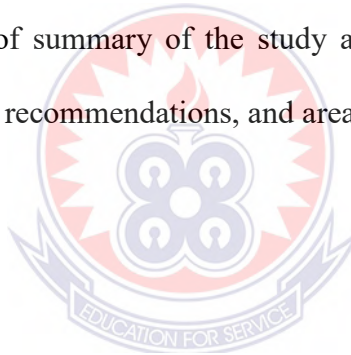 of summary of the study a
recommendations, and area
EDUCATION FOR SERVICE